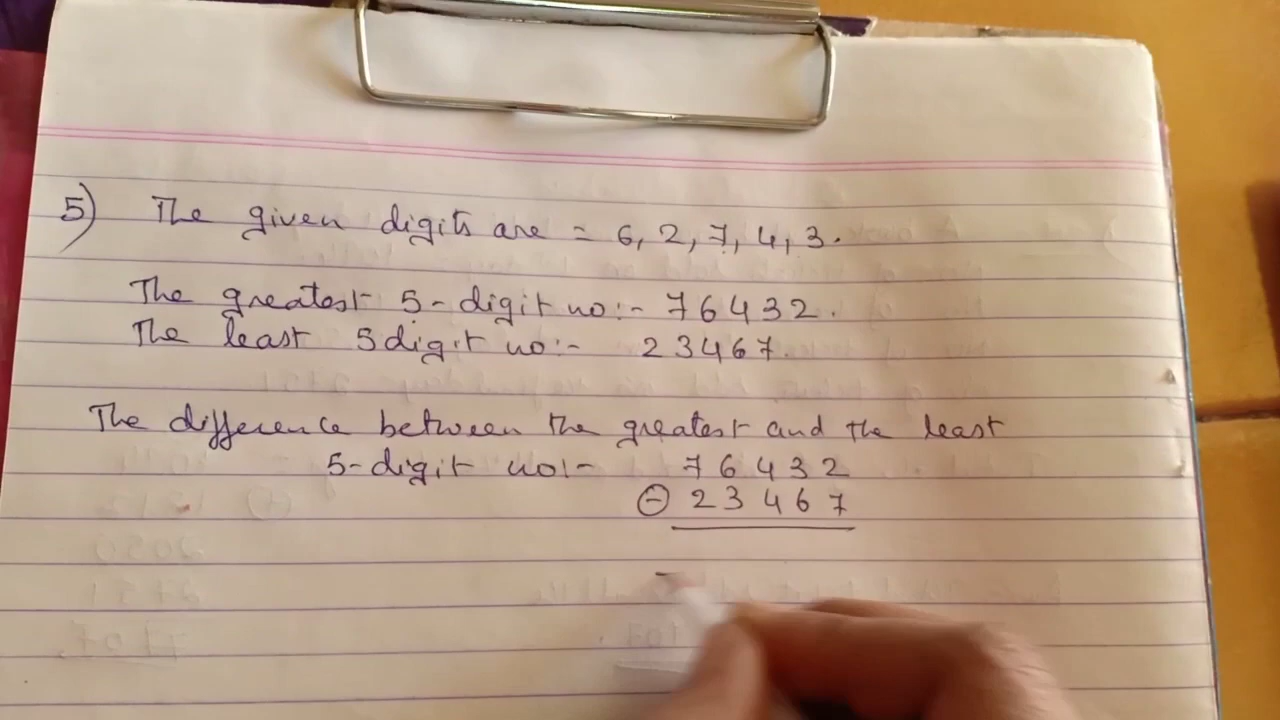 5) The given digits are = 6, 2, 7, 4, 3.
The greatest 5-digit no:- 76432.
The least 5digit no:- 23467.
The difference between the greatest and the least
5-digit no:- 76432
⊖ 23467